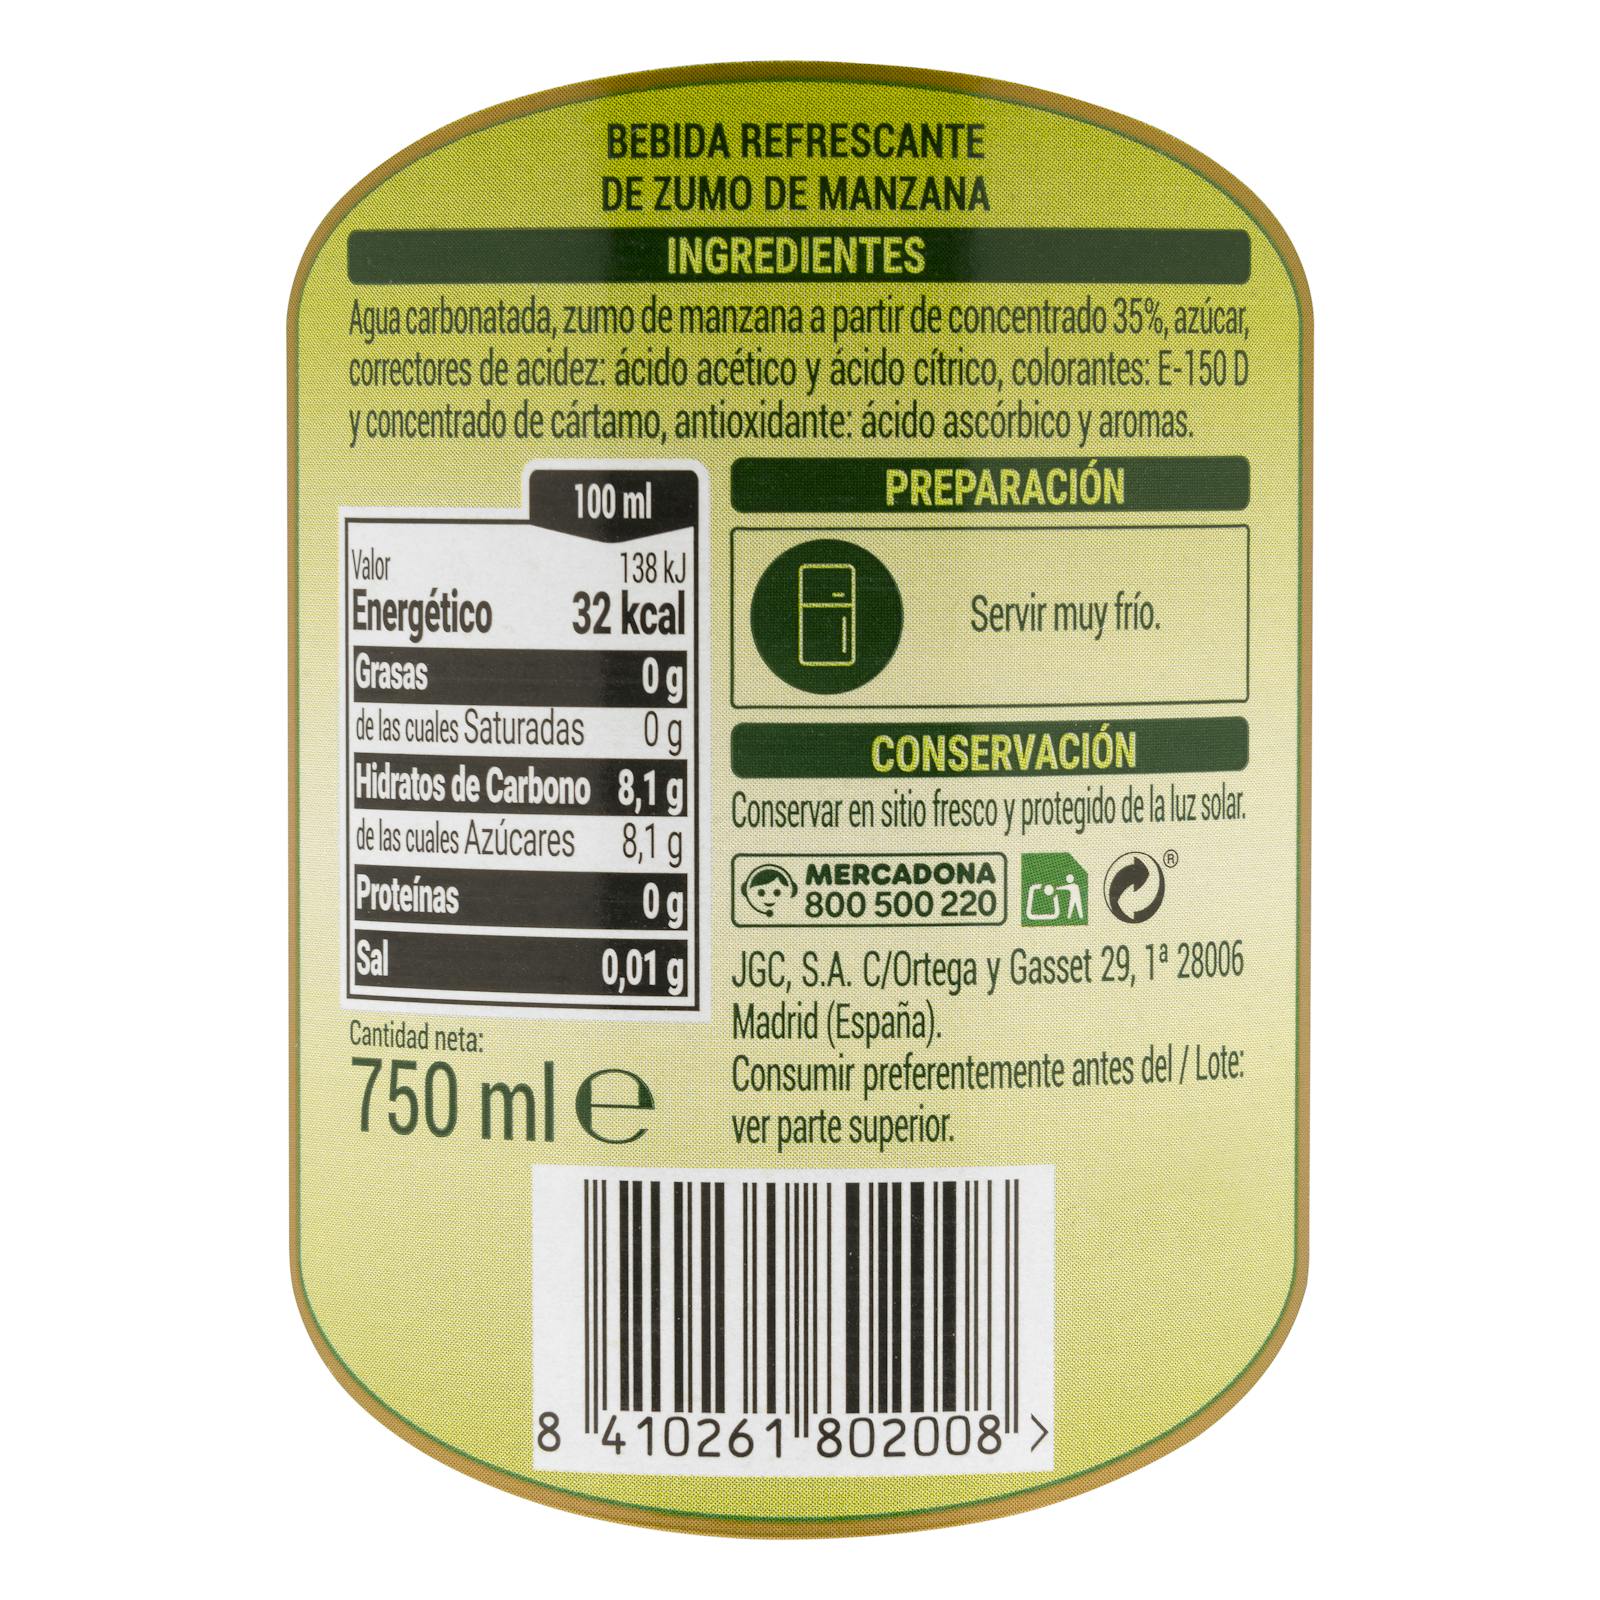 BEBIDA REFRESCANTE
DE ZUMO DE MANZANA
INGREDIENTES
Agua carbonatada, zumo de manzana a partir de concentrado 35%, azúcar,
correctores de acidez: ácido acético y ácido cítrico, colorantes: E-150 D
y concentrado de cártamo, antioxidante: ácido ascórbico y aromas.
100 ml
Valor 138 kJ
Energético 32 kcal
Grasas 0 g
de las cuales Saturadas 0 g
Hidratos de Carbono 8,1 g
de las cuales Azúcares 8,1 g
Proteínas 0 g
Sal 0,01 g
Cantidad neta:
750 ml e
PREPARACIÓN
Servir muy frío.
CONSERVACIÓN
Conservar en sitio fresco y protegido de la luz solar.
MERCADONA
800 500 220
®
JGC, S.A. C/Ortega y Gasset 29, 1ª 28006
Madrid (España).
Consumir preferentemente antes del / Lote:
ver parte superior.
8 410261 802008 >